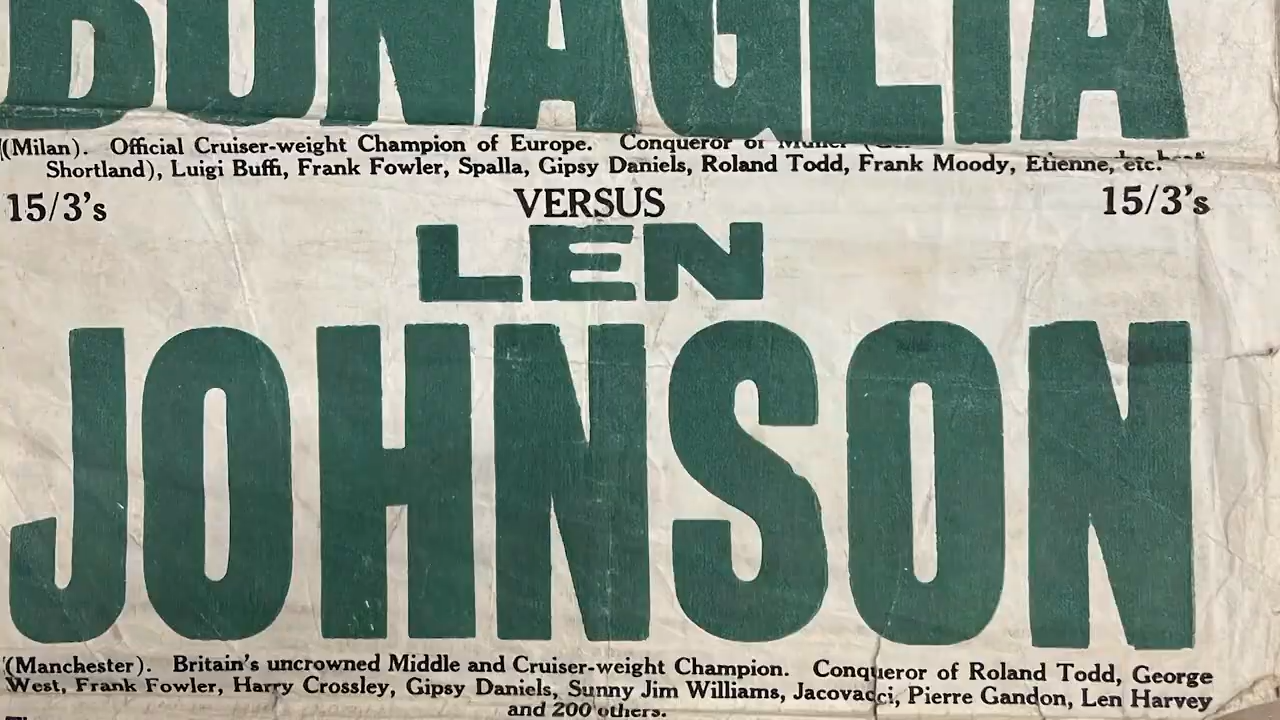 BONAGLIA
(Milan). Official Cruiser-weight Champion of Europe. Conqueror of Muller
Shortland), Luigi Buffi, Frank Fowler, Spalla, Gipsy Daniels, Roland Todd, Frank Moody, Etienne, etc.
15/3's VERSUS 15/3's
LEN
JOHNSON
(Manchester). Britain's uncrowned Middle and Cruiser-weight Champion. Conqueror of Roland Todd, George
West, Frank Fowler, Harry Crossley, Gipsy Daniels, Sunny Jim Williams, Jacovacci, Pierre Gandon, Len Harvey
and 200 others.